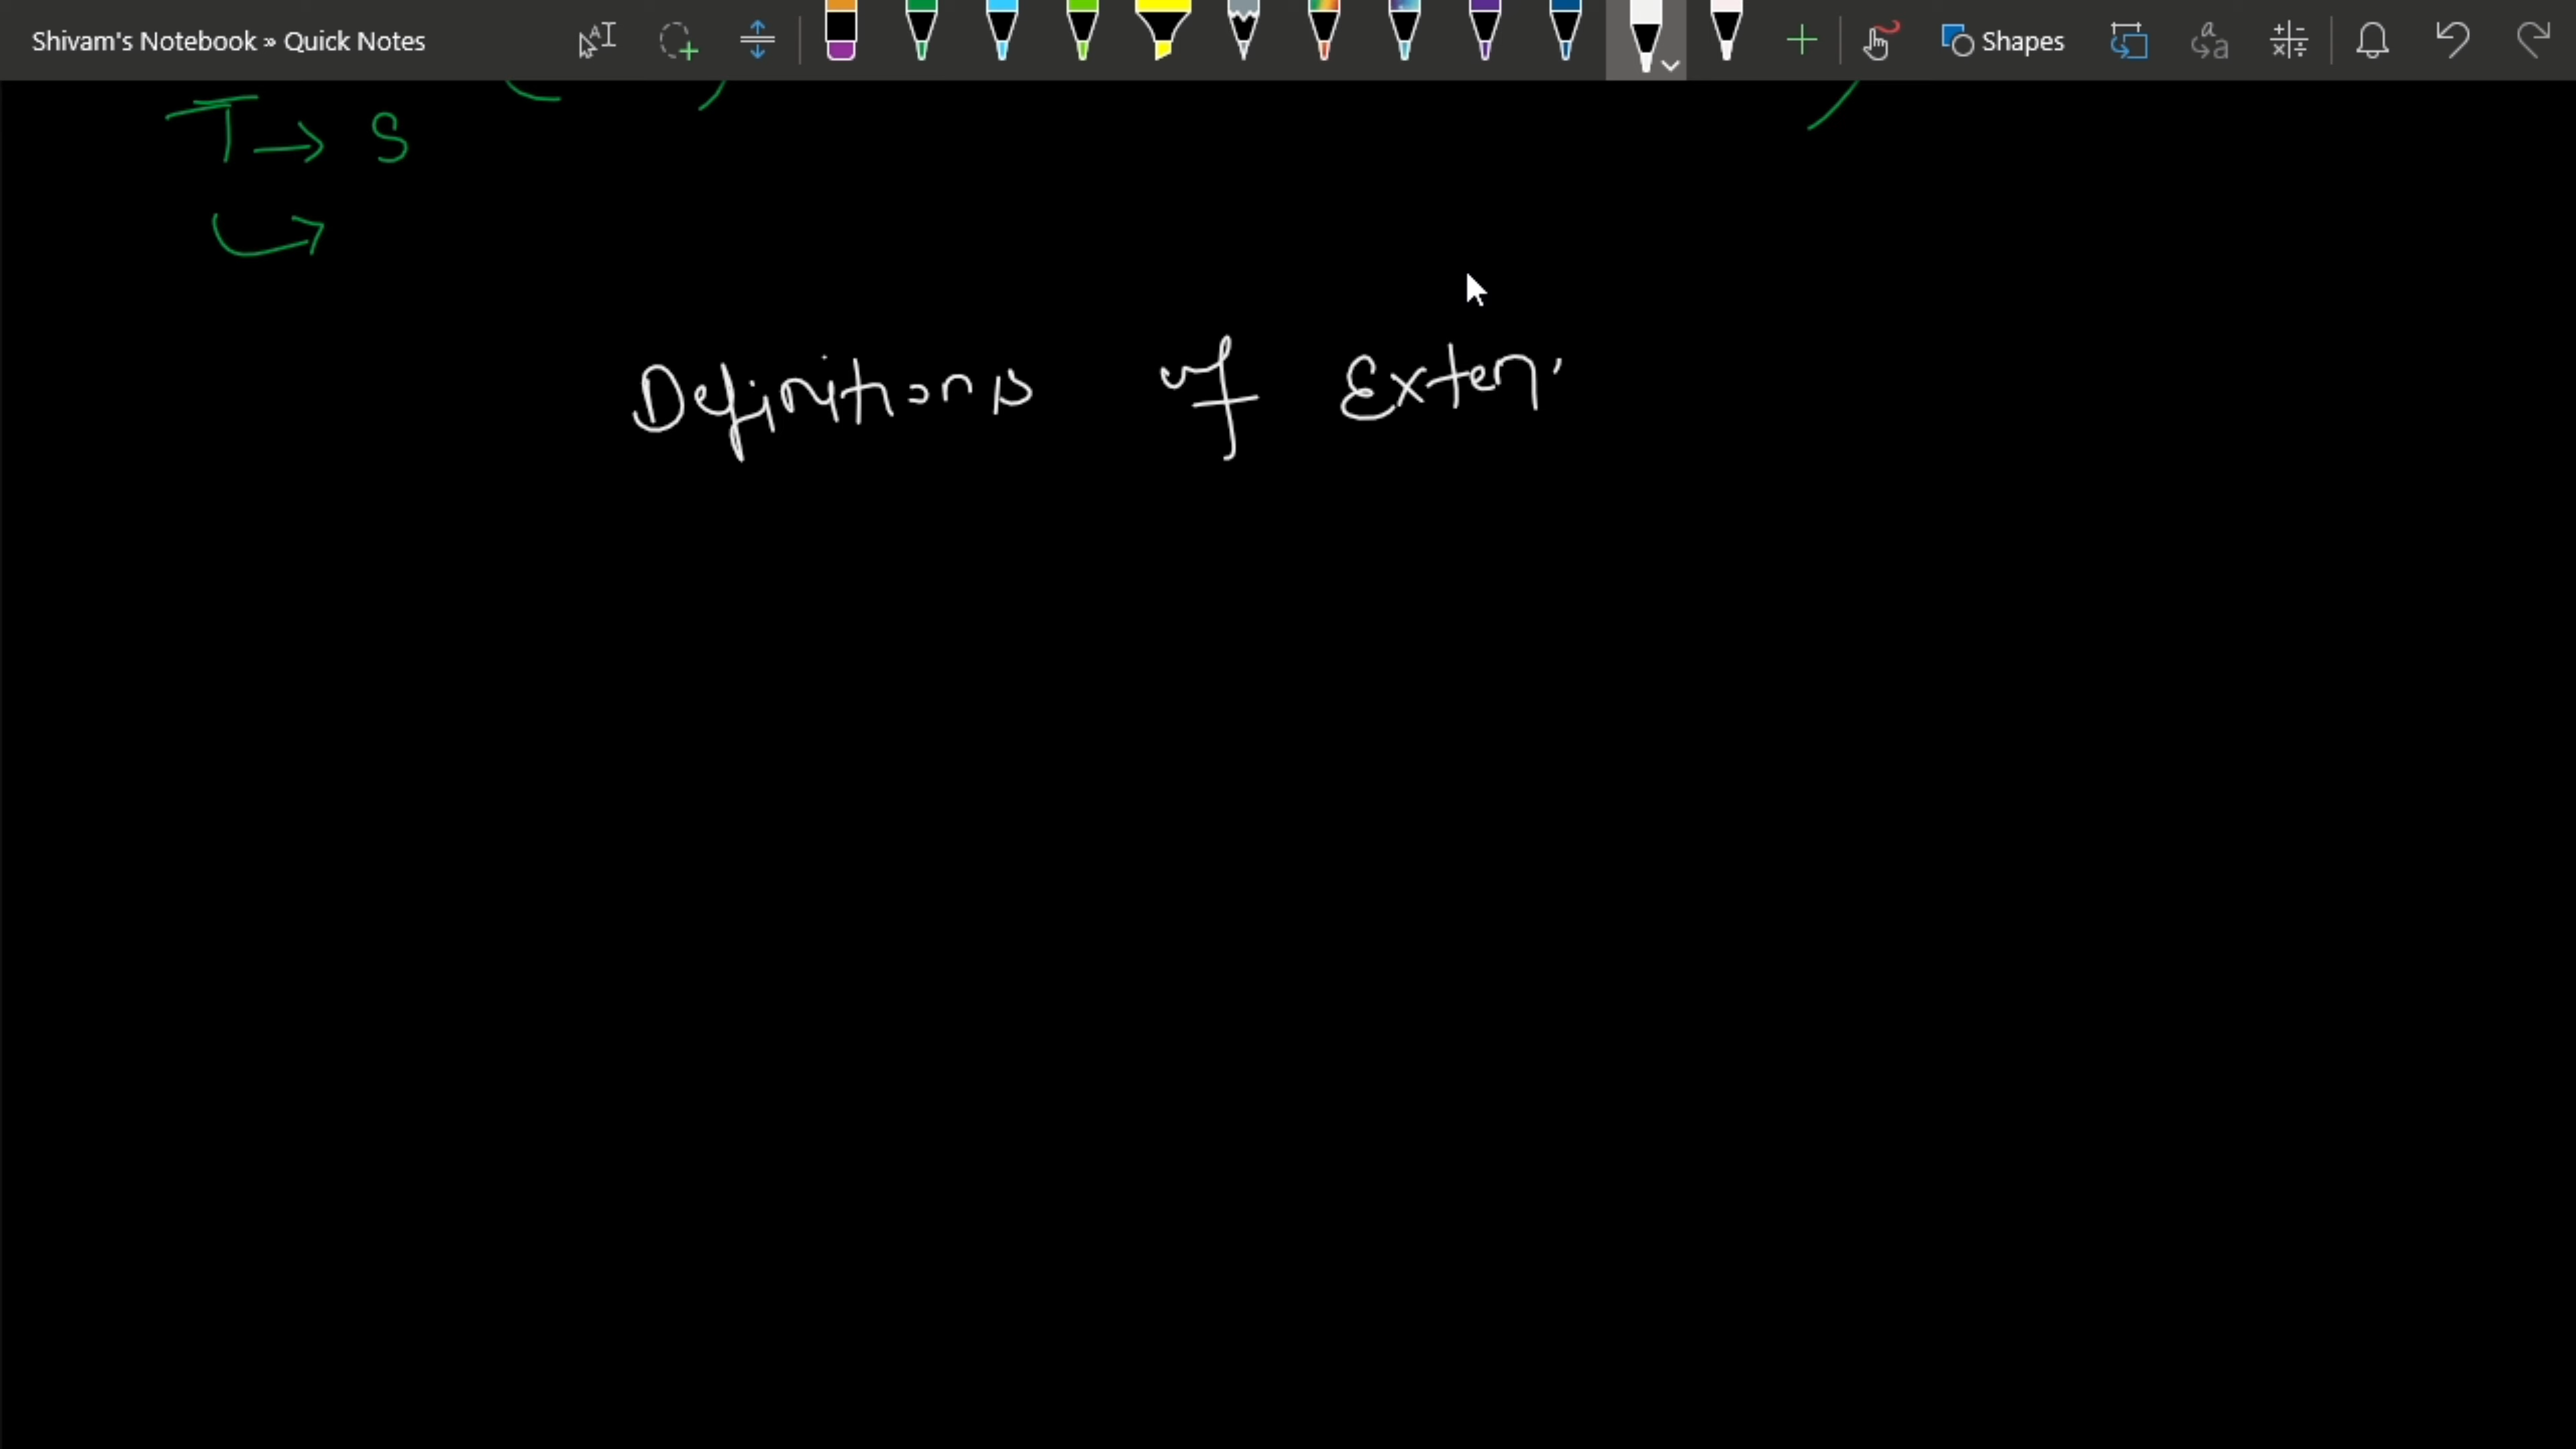 Shivam's Notebook » Quick Notes
Shapes
T → S
Definitions of Exten